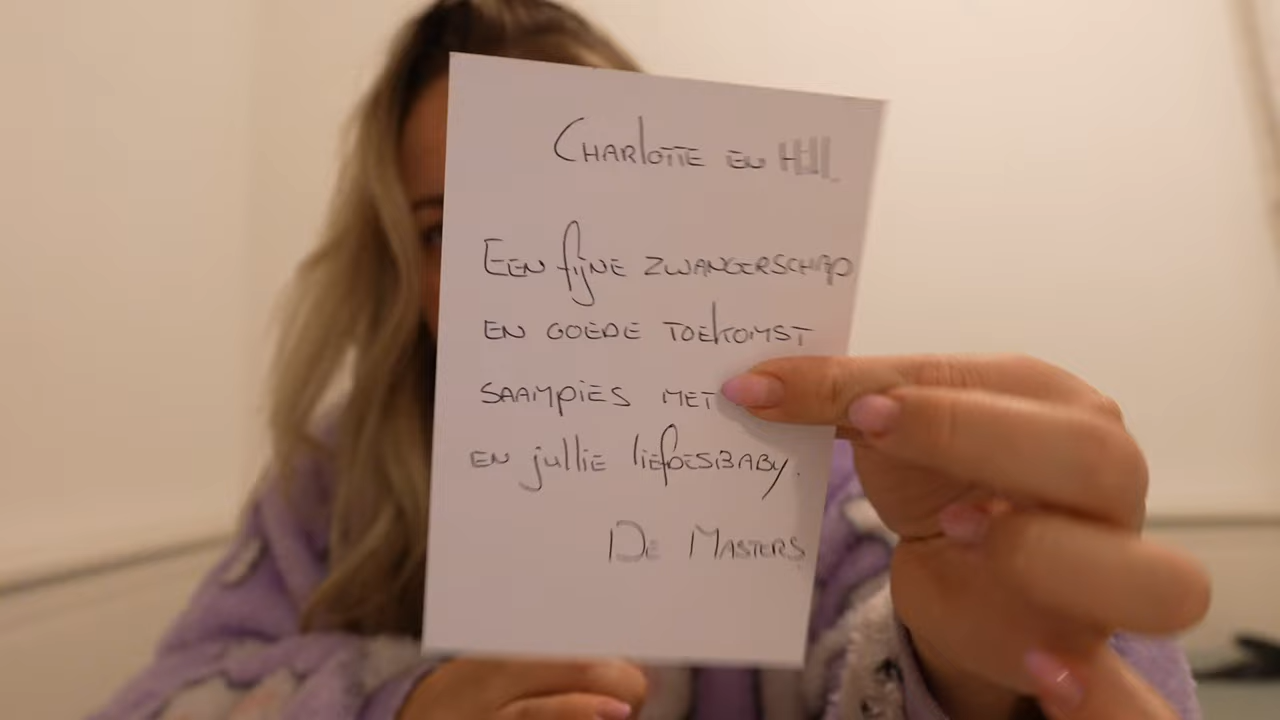 CHARLOTTE EN
EEN fijNE ZWANGERSCHAP
EN GOEDE TOEKOMST
SAAMPiES MET
EN jullie liefDESBABY.
DE MASTERS